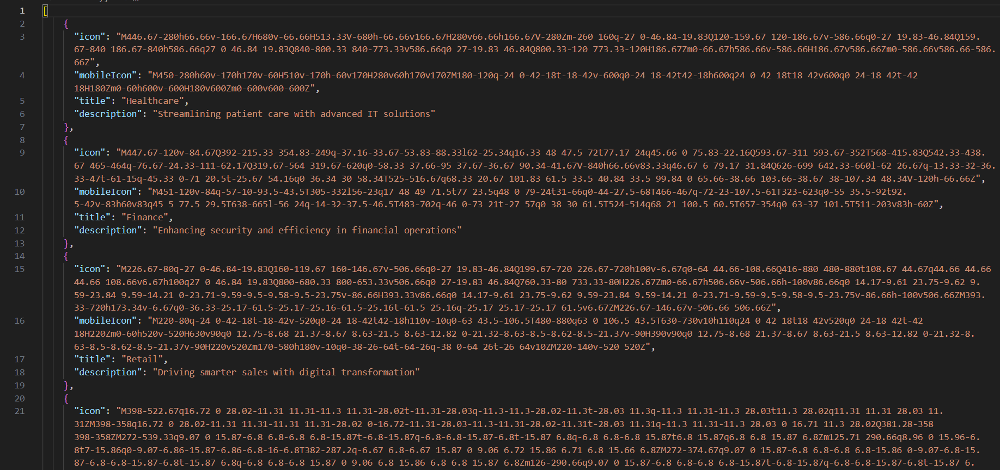 1 [
2 {
3 "icon": "M446.67-280h66.66v-166.67H680v-66.66H513.33V-680h-66.66v166.67H280v66.66h166.67V-280Zm-260 160q-27 0-46.84-19.83Q120-159.67 120-186.67v-586.66q0-27 19.83-46.84Q159.
67-840 186.67-840h586.66q27 0 46.84 19.83Q840-800.33 840-773.33v586.66q0 27-19.83 46.84Q800.33-120 773.33-120H186.67Zm0-66.67h586.66v-586.66H186.67v586.66Zm0-586.66v586.66-586.
66Z",
4 "mobileIcon": "M450-280h60v-170h170v-60H510v-170h-60v170H280v60h170v170ZM180-120q-24 0-42-18t-18-42v-600q0-24 18-42t42-18h600q24 0 42 18t18 42v600q0 24-18 42t-42
18H180Zm0-60h600v-600H180v600Zm0-600v600-600Z",
5 "title": "Healthcare",
6 "description": "Streamlining patient care with advanced IT solutions"
7 },
8 {
9 "icon": "M447.67-120v-84.67Q392-215.33 354.83-249q-37.16-33.67-53.83-88.33l62-25.34q16.33 48 47.5 72t77.17 24q45.66 0 75.83-22.16Q593.67-311 593.67-352T568-415.83Q542.33-438.
67 465-464q-76.67-24.33-111-62.17Q319.67-564 319.67-620q0-58.33 37.66-95 37.67-36.67 90.34-41.67V-840h66.66v83.33q46.67 6 79.17 31.84Q626-699 642.33-660l-62 26.67q-13.33-32-36.
33-47t-61-15q-45.33 0-71 20.5t-25.67 54.16q0 36.34 30 58.34T525-516.67q68.33 20.67 101.83 61.5 33.5 40.84 33.5 99.84 0 65.66-38.66 103.66-38.67 38-107.34 48.34V-120h-66.66Z",
10 "mobileIcon": "M451-120v-84q-57-10-93.5-43.5T305-332l56-23q17 48 49 71.5t77 23.5q48 0 79-24t31-66q0-44-27.5-68T466-467q-72-23-107.5-61T323-623q0-55 35.5-92t92.
5-42v-83h60v83q45 5 77.5 29.5T638-665l-56 24q-14-32-37.5-46.5T483-702q-46 0-73 21t-27 57q0 38 30 61.5T524-514q68 21 100.5 60.5T657-354q0 63-37 101.5T511-203v83h-60Z",
11 "title": "Finance",
12 "description": "Enhancing security and efficiency in financial operations"
13 },
14 {
15 "icon": "M226.67-80q-27 0-46.84-19.83Q160-119.67 160-146.67v-506.66q0-27 19.83-46.84Q199.67-720 226.67-720h100v-6.67q0-64 44.66-108.66Q416-880 480-880t108.67 44.67q44.66 44.66
44.66 108.66v6.67h100q27 0 46.84 19.83Q800-680.33 800-653.33v506.66q0 27-19.83 46.84Q760.33-80 733.33-80H226.67Zm0-66.67h506.66v-506.66h-100v86.66q0 14.17-9.61 23.75-9.62 9.
59-23.84 9.59-14.21 0-23.71-9.59-9.5-9.58-9.5-23.75v-86.66H393.33v86.66q0 14.17-9.61 23.75-9.62 9.59-23.84 9.59-14.21 0-23.71-9.59-9.5-9.58-9.5-23.75v-86.66h-100v506.66ZM393.
33-720h173.34v-6.67q0-36.33-25.17-61.5-25.17-25.16-61.5-25.16t-61.5 25.16q-25.17 25.17-25.17 61.5v6.67ZM226.67-146.67v-506.66 506.66Z",
16 "mobileIcon": "M220-80q-24 0-42-18t-18-42v-520q0-24 18-42t42-18h110v-10q0-63 43.5-106.5T480-880q63 0 106.5 43.5T630-730v10h110q24 0 42 18t18 42v520q0 24-18 42t-42
18H220Zm0-60h520v-520H630v90q0 12.75-8.68 21.37-8.67 8.63-21.5 8.63-12.82 0-21.32-8.63-8.5-8.62-8.5-21.37v-90H390v90q0 12.75-8.68 21.37-8.67 8.63-21.5 8.63-12.82 0-21.32-8.
63-8.5-8.62-8.5-21.37v-90H220v520Zm170-580h180v-10q0-38-26-64t-64-26q-38 0-64 26t-26 64v10ZM220-140v-520 520Z",
17 "title": "Retail",
18 "description": "Driving smarter sales with digital transformation"
19 },
20 {
21 "icon": "M398-522.67q16.72 0 28.02-11.31 11.31-11.3 11.31-28.02t-11.31-28.03q-11.3-11.3-28.02-11.3t-28.03 11.3q-11.3 11.31-11.3 28.03t11.3 28.02q11.31 11.31 28.03 11.
31ZM398-358q16.72 0 28.02-11.31 11.31-11.31 11.31-28.02 0-16.72-11.31-28.03-11.3-11.31-28.02-11.31t-28.03 11.31q-11.3 11.31-11.3 28.03 0 16.71 11.3 28.02Q381.28-358
398-358ZM272-539.33q9.07 0 15.87-6.8 6.8-6.8 6.8-15.87t-6.8-15.87q-6.8-6.8-15.87-6.8t-15.87 6.8q-6.8 6.8-6.8 15.87t6.8 15.87q6.8 6.8 15.87 6.8Zm125.71 290.66q8.96 0 15.96-6.
8t7-15.86q0-9.07-6.86-15.87-6.86-6.8-16-6.8T382-287.2q-6.67 6.8-6.67 15.87 0 9.06 6.72 15.86 6.71 6.8 15.66 6.8ZM272-374.67q9.07 0 15.87-6.8 6.8-6.8 6.8-15.86 0-9.07-6.8-15.
87-6.8-6.8-15.87-6.8t-15.87 6.8q-6.8 6.8-6.8 15.87 0 9.06 6.8 15.86 6.8 6.8 15.87 6.8Zm126-290.66q9.07 0 15.87-6.8 6.8-6.8 6.8-15.87t-6.8-15.87q-6.8-6.8-15.87-6.8t-15.87 6.